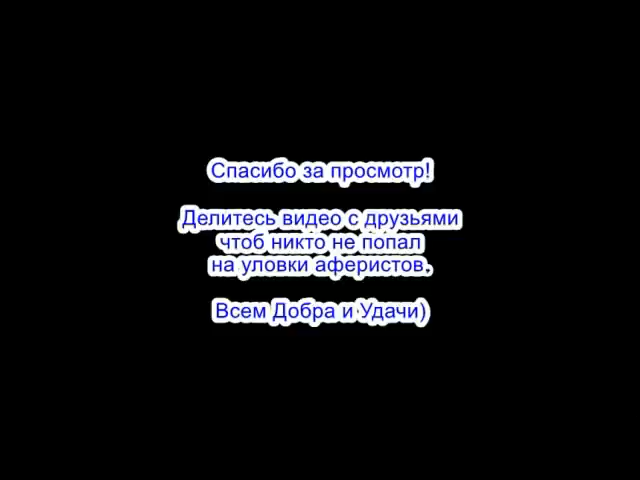 Спасибо за просмотр!
Делитесь видео с друзьями
чтоб никто не попал
на уловки аферистов.
Всем Добра и Удачи)